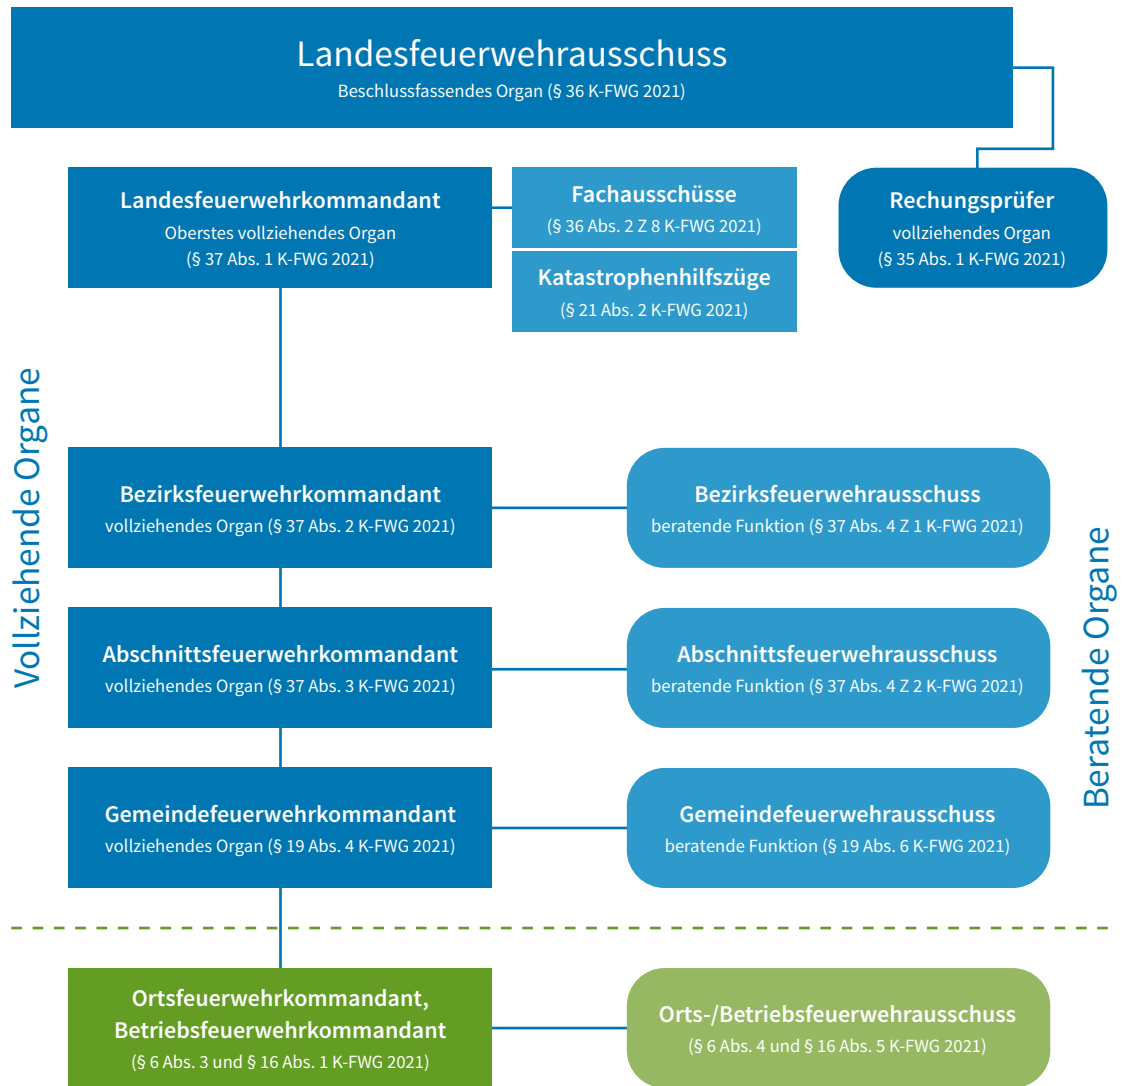 Landesfeuerwehrausschuss
Beschlussfassendes Organ (§ 36 K-FWG 2021)
Landesfeuerwehrkommandant
Oberstes vollziehendes Organ
(§ 37 Abs. 1 K-FWG 2021)
Fachausschüsse
(§ 36 Abs. 2 Z 8 K-FWG 2021)
Katastrophenhilfszüge
(§ 21 Abs. 2 K-FWG 2021)
Rechungsprüfer
vollziehendes Organ
(§ 35 Abs. 1 K-FWG 2021)
Vollziehende Organe
Bezirksfeuerwehrkommandant
vollziehendes Organ (§ 37 Abs. 2 K-FWG 2021)
Bezirksfeuerwehrausschuss
beratende Funktion (§ 37 Abs. 4 Z 1 K-FWG 2021)
Abschnittsfeuerwehrkommandant
vollziehendes Organ (§ 37 Abs. 3 K-FWG 2021)
Abschnittsfeuerwehrausschuss
beratende Funktion (§ 37 Abs. 4 Z 2 K-FWG 2021)
Gemeindefeuerwehrkommandant
vollziehendes Organ (§ 19 Abs. 4 K-FWG 2021)
Gemeindefeuerwehrausschuss
beratende Funktion (§ 19 Abs. 6 K-FWG 2021)
Beratende Organe
Ortsfeuerwehrkommandant,
Betriebsfeuerwehrkommandant
(§ 6 Abs. 3 und § 16 Abs. 1 K-FWG 2021)
Orts-/Betriebsfeuerwehrausschuss
(§ 6 Abs. 4 und § 16 Abs. 5 K-FWG 2021)